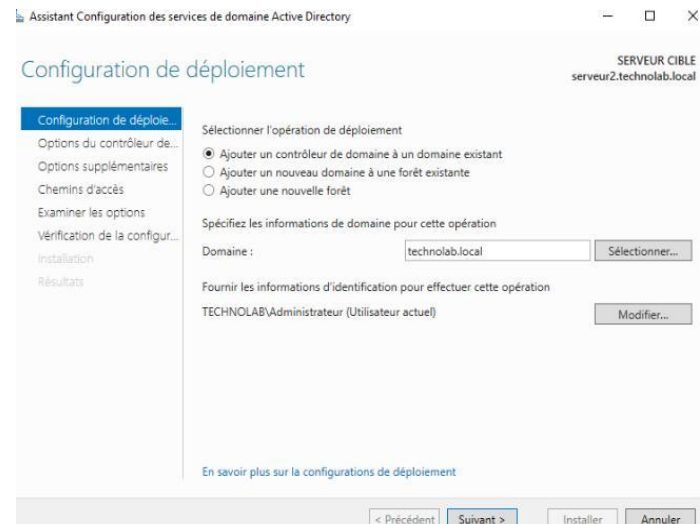 Assistant Configuration des services de domaine Active Directory
Configuration de déploiement
SERVEUR CIBLE
serveur2.technolab.local
Configuration de déploie...
Options du contrôleur de...
Options supplémentaires
Chemins d'accès
Examiner les options
Vérification de la configur...
Installation
Résultats
Sélectionner l'opération de déploiement
Ajouter un contrôleur de domaine à un domaine existant
Ajouter un nouveau domaine à une forêt existante
Ajouter une nouvelle forêt
Spécifiez les informations de domaine pour cette opération
Domaine : technolab.local Sélectionner...
Fournir les informations d'identification pour effectuer cette opération
TECHNOLAB\Administrateur (Utilisateur actuel) Modifier...
En savoir plus sur la configurations de déploiement
< Précédent Suivant > Installer Annuler